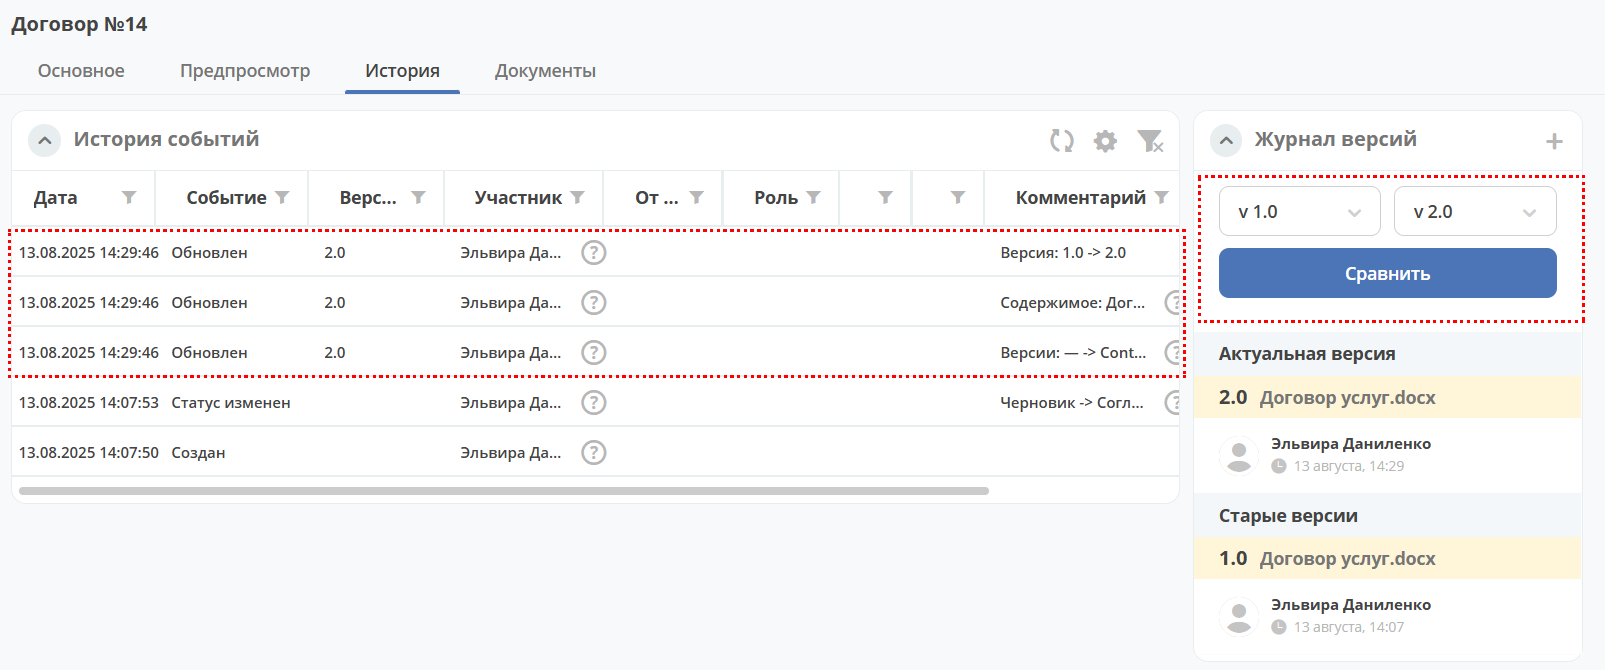 Договор №14
Основное Предпросмотр История Документы
История событий
Дата Событие Верс... Участник От ... Роль Комментарий
13.08.2025 14:29:46 Обновлен 2.0 Эльвира Да... ? Версия: 1.0 -> 2.0
13.08.2025 14:29:46 Обновлен 2.0 Эльвира Да... ? Содержимое: Дог... ?
13.08.2025 14:29:46 Обновлен 2.0 Эльвира Да... ? Версии: — -> Cont... ?
13.08.2025 14:07:53 Статус изменен Эльвира Да... ? Черновик -> Согл... ?
13.08.2025 14:07:50 Создан Эльвира Да... ?
Журнал версий
v 1.0 v 2.0
Сравнить
Актуальная версия
2.0 Договор услуг.docx
Эльвира Даниленко
13 августа, 14:29
Старые версии
1.0 Договор услуг.docx
Эльвира Даниленко
13 августа, 14:07